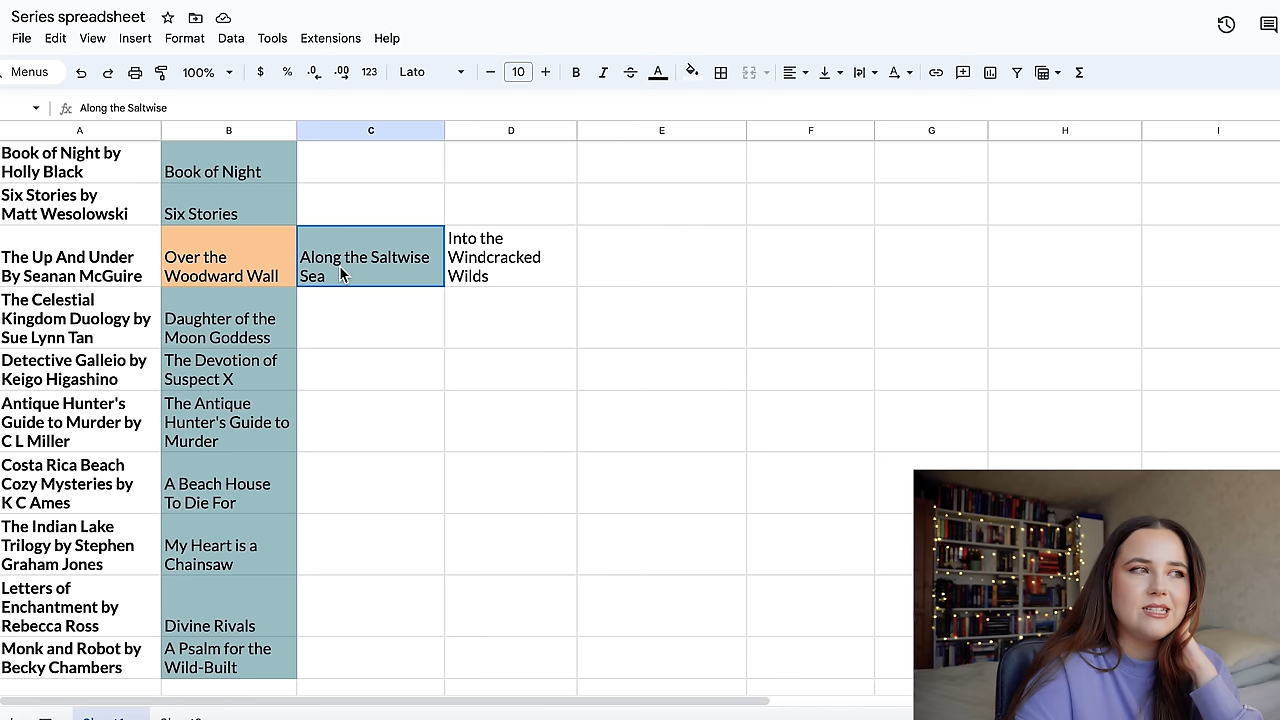 Series spreadsheet
File Edit View Insert Format Data Tools Extensions Help
Menus 100% $ % .0 .00 123 Lato 10 B I A
fx Along the Saltwise
A B C D E F G H I
Book of Night by
Holly Black
Book of Night
Six Stories by
Matt Wesolowski
Six Stories
The Up And Under
By Seanan McGuire
Over the
Woodward Wall
Along the Saltwise
Sea
Into the
Windcracked
Wilds
The Celestial
Kingdom Duology by
Sue Lynn Tan
Daughter of the
Moon Goddess
Detective Galleio by
Keigo Higashino
The Devotion of
Suspect X
Antique Hunter's
Guide to Murder by
C L Miller
The Antique
Hunter's Guide to
Murder
Costa Rica Beach
Cozy Mysteries by
K C Ames
A Beach House
To Die For
The Indian Lake
Trilogy by Stephen
Graham Jones
My Heart is a
Chainsaw
Letters of
Enchantment by
Rebecca Ross
Divine Rivals
Monk and Robot by
Becky Chambers
A Psalm for the
Wild-Built